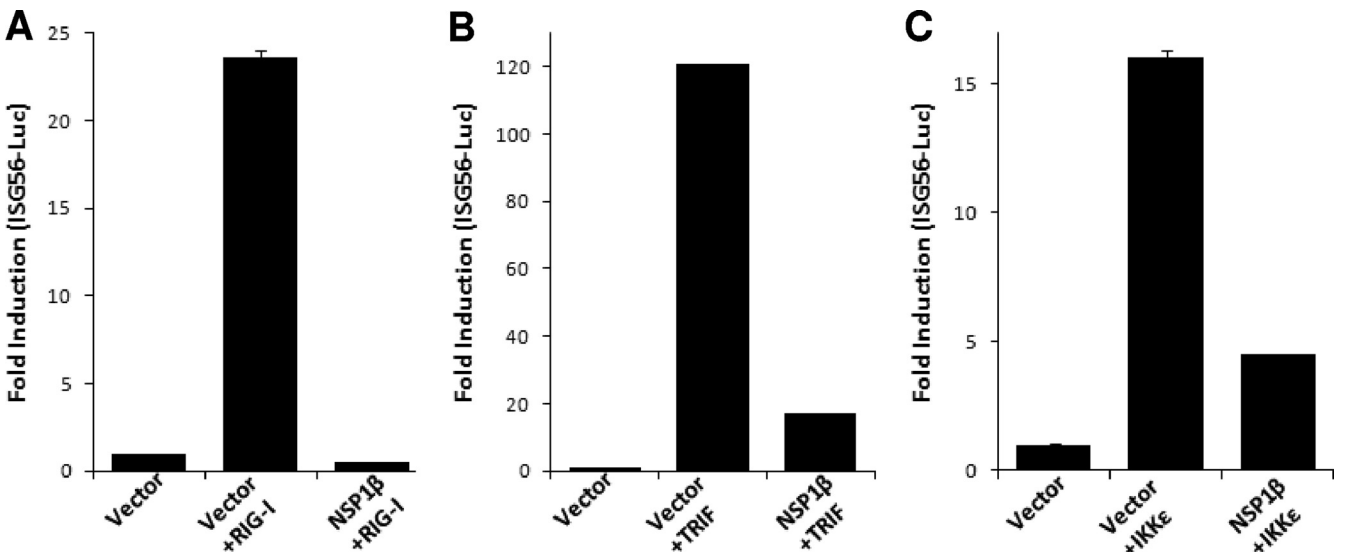 A
Fold Induction (ISG56-Luc)
25
20
15
10
5
0
Vector
Vector
+RIG-I
NSP1β
+RIG-I
B
Fold Induction (ISG56-Luc)
120
100
80
60
40
20
0
Vector
Vector
+TRIF
NSP1β
+TRIF
C
Fold Induction (ISG56-Luc)
15
10
5
0
Vector
Vector
+IKKε
NSP1β
+IKKε